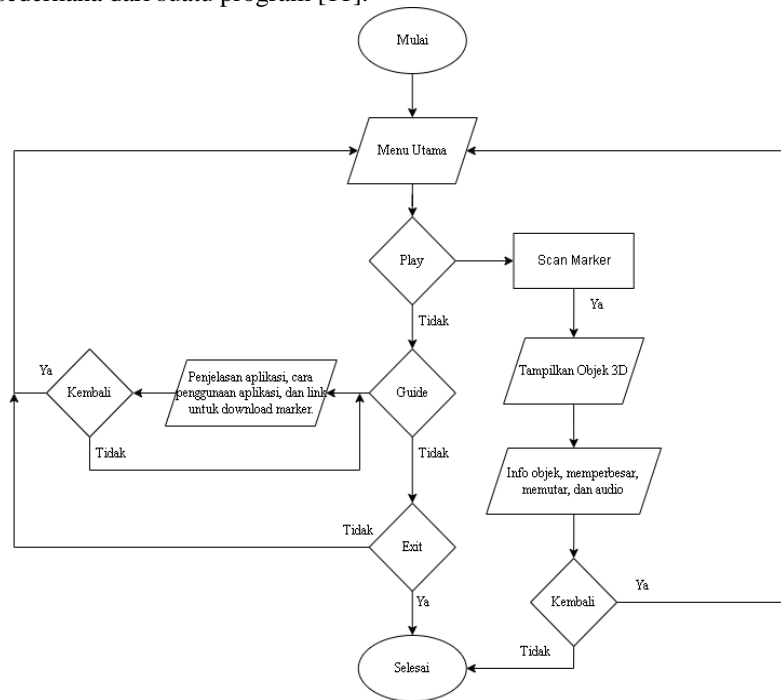 sederhana dari suatu program [11].
Mulai
Menu Utama
Play
Scan Marker
Tidak
Ya
Ya
Kembali
Penjelasan aplikasi, cara
penggunaan aplikasi, dan link
untuk download marker.
Guide
Tampilkan Objek 3D
Tidak
Tidak
Info objek, memperbesar,
memutar, dan audio
Tidak
Exit
Ya
Kembali
Ya
Tidak
Selesai